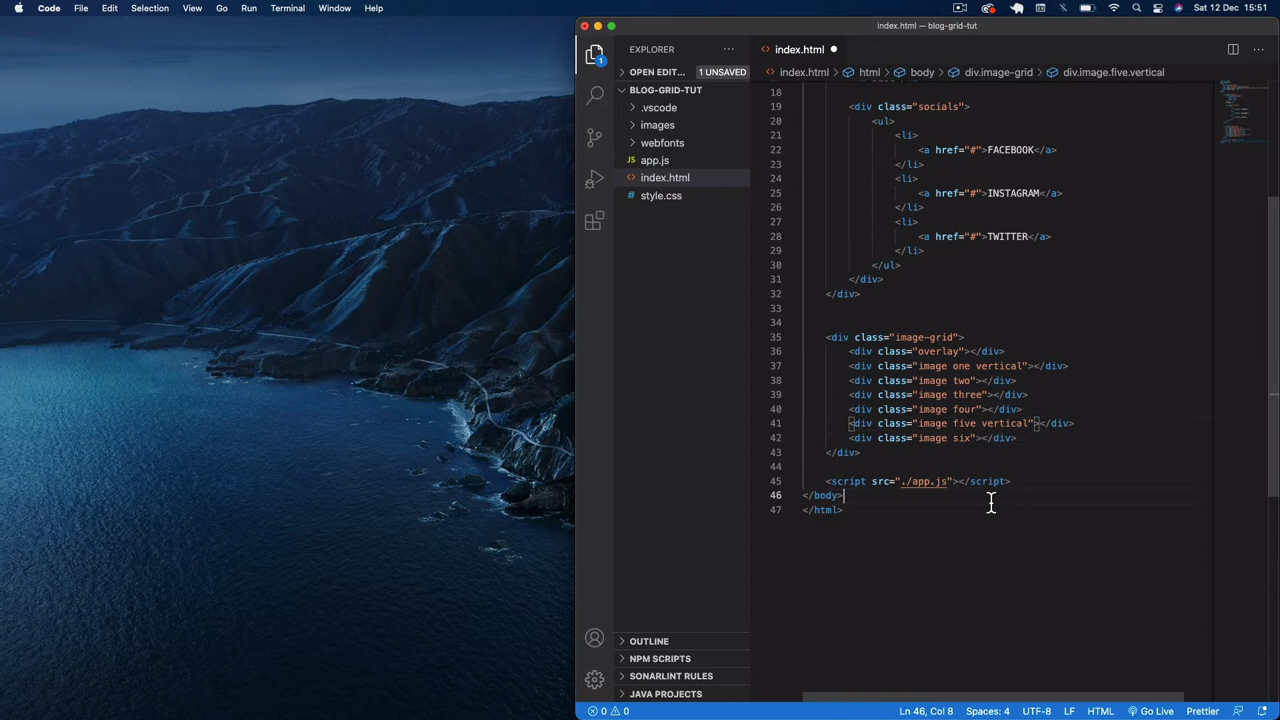 Code File Edit Selection View Go Run Terminal Window Help Sat 12 Dec 15:51
index.html — blog-grid-tut
EXPLORER
index.html
OPEN EDIT... 1 UNSAVED
index.html > html > body > div.image-grid > div.image.five.vertical
BLOG-GRID-TUT
.vscode
images
webfonts
JS app.js
index.html
style.css
1
OUTLINE
NPM SCRIPTS
SONARLINT RULES
JAVA PROJECTS
18
19 <div class="socials">
20 <ul>
21 <li>
22 <a href="#">FACEBOOK</a>
23 </li>
24 <li>
25 <a href="#">INSTAGRAM</a>
26 </li>
27 <li>
28 <a href="#">TWITTER</a>
29 </li>
30 </ul>
31 </div>
32 </div>
33
34
35 <div class="image-grid">
36 <div class="overlay"></div>
37 <div class="image one vertical"></div>
38 <div class="image two"></div>
39 <div class="image three"></div>
40 <div class="image four"></div>
41 <div class="image five vertical"></div>
42 <div class="image six"></div>
43 </div>
44
45 <script src="./app.js"></script>
46 </body>
47 </html>
0 0 Ln 46, Col 8 Spaces: 4 UTF-8 LF HTML Go Live Prettier